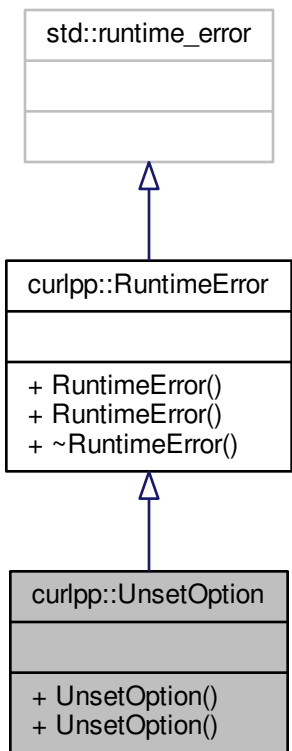 std::runtime_error
curlpp::RuntimeError
+ RuntimeError()
+ RuntimeError()
+ ~RuntimeError()
curlpp::UnsetOption
+ UnsetOption()
+ UnsetOption()